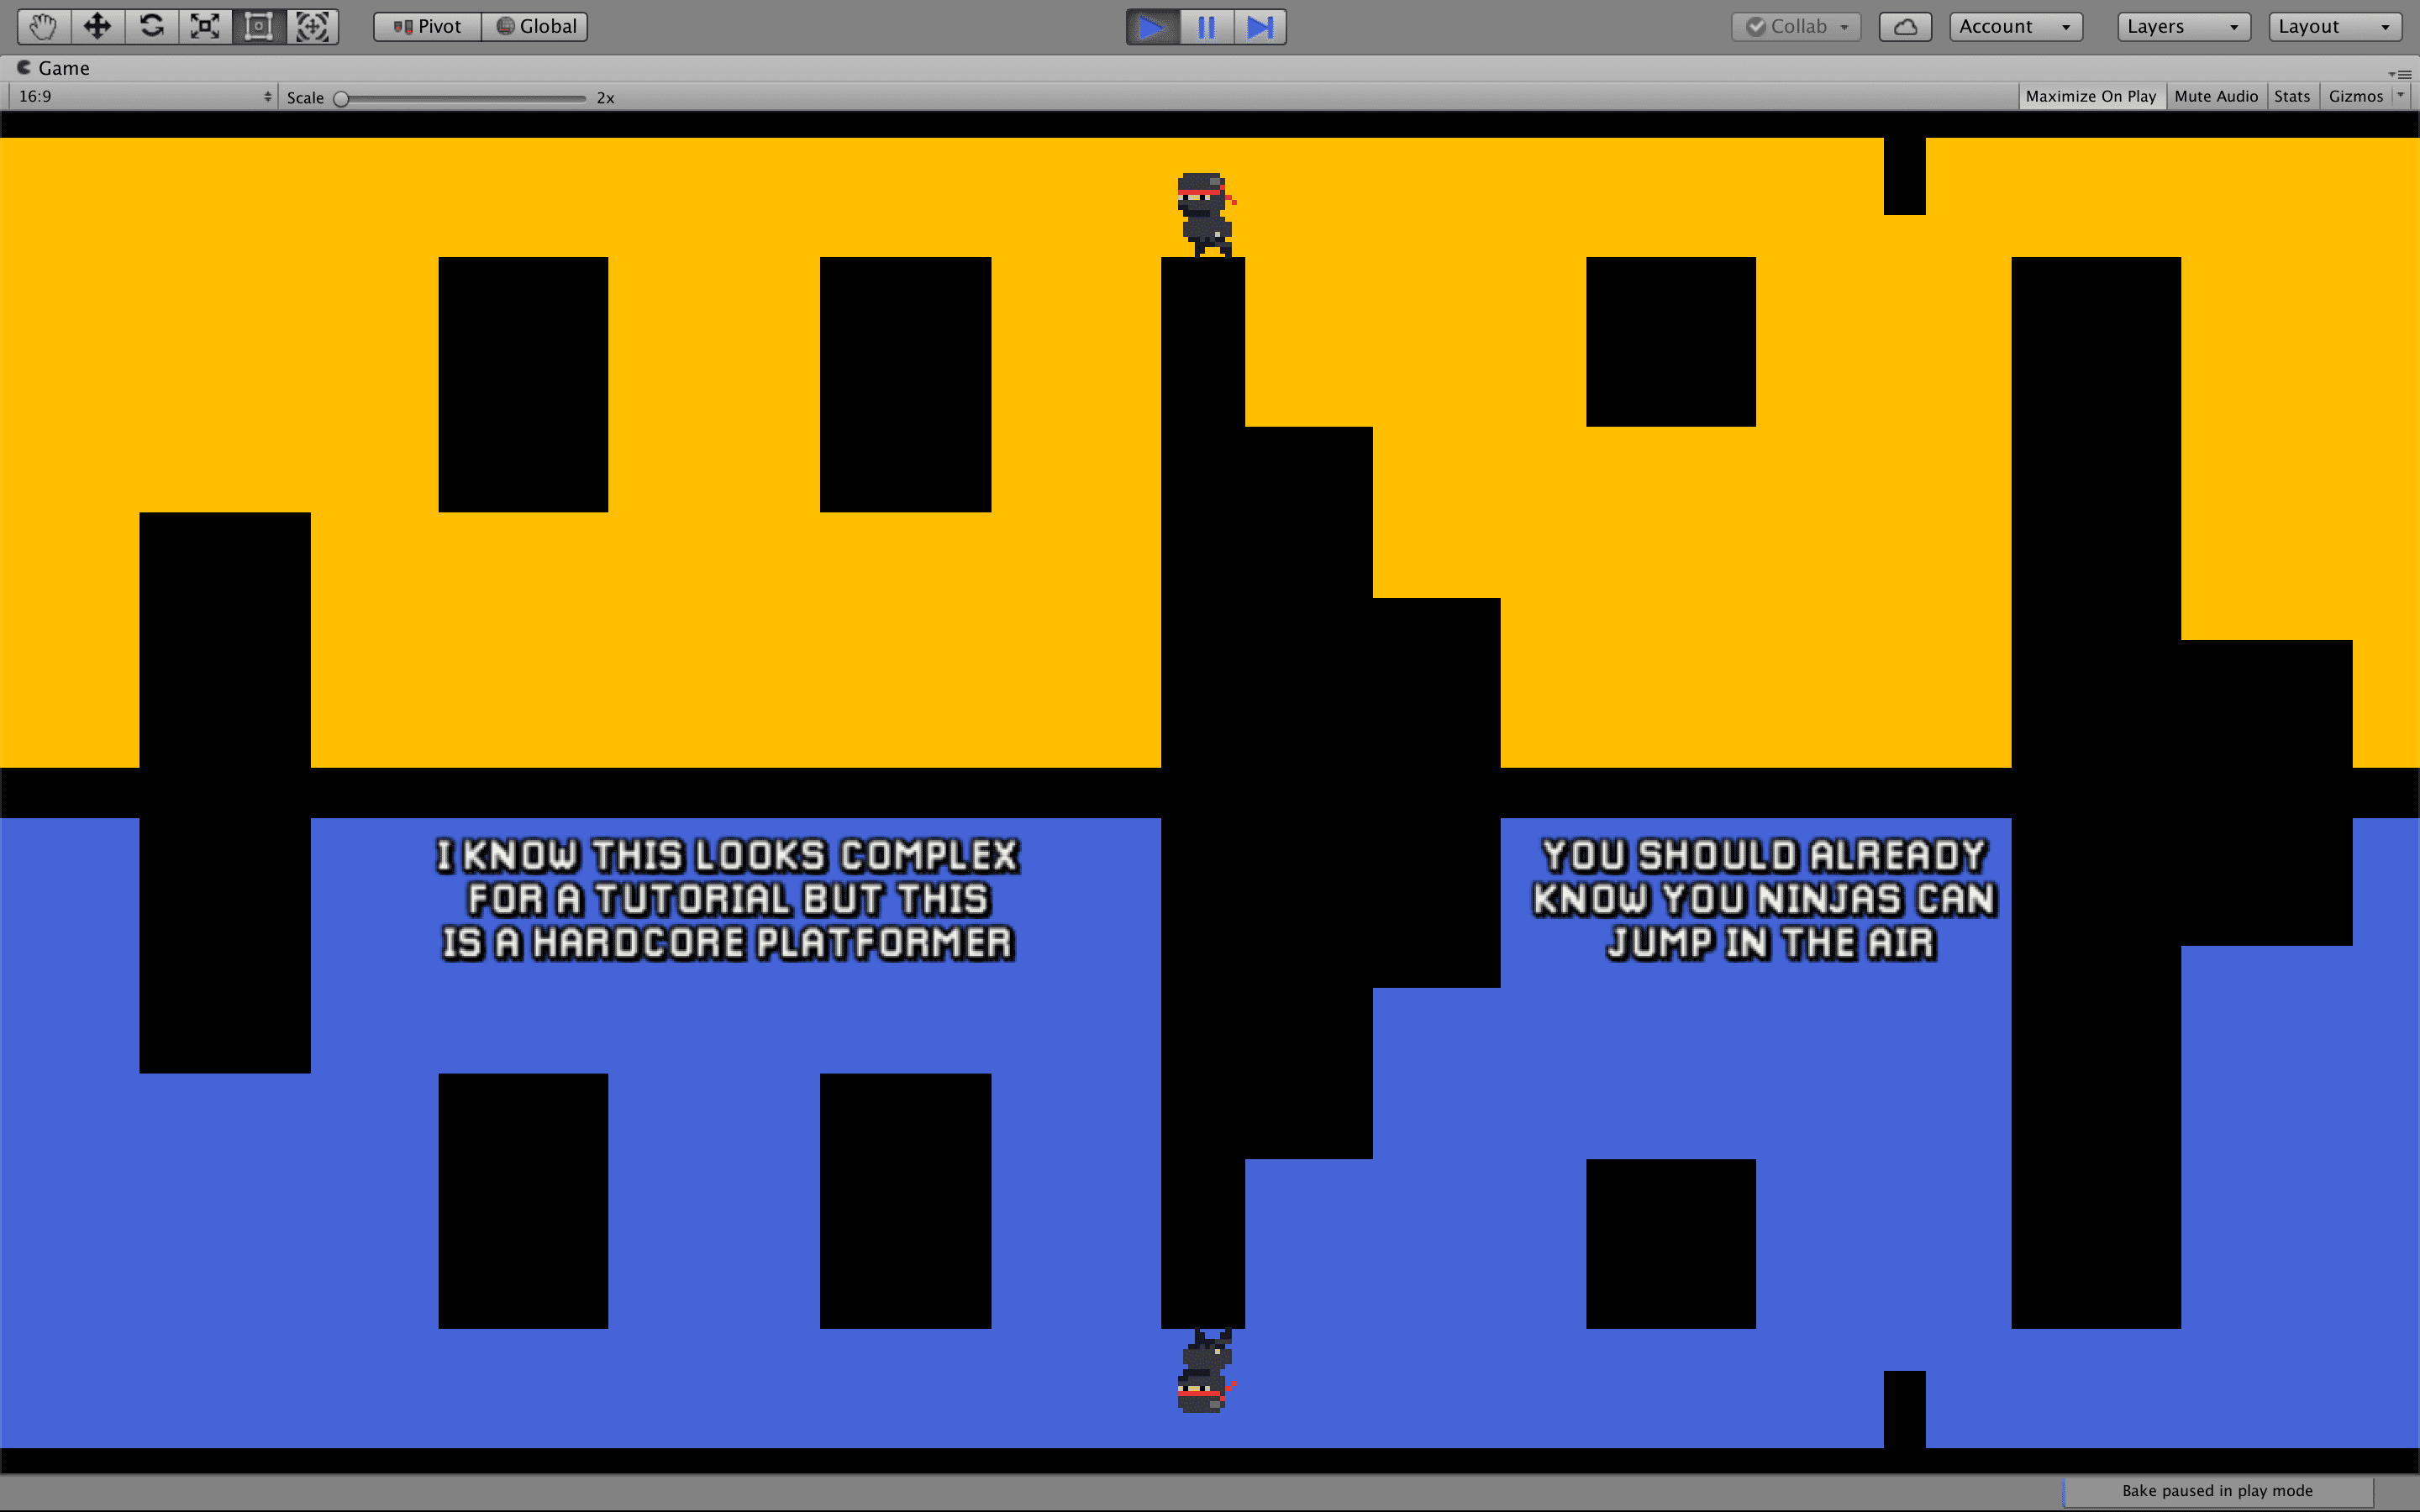 Pivot Global Collab Account Layers Layout
Game
16:9 Scale 2x Maximize On Play Mute Audio Stats Gizmos
I KNOW THIS LOOKS COMPLEX
FOR A TUTORIAL BUT THIS
IS A HARDCORE PLATFORMER
YOU SHOULD ALREADY
KNOW YOU NINJAS CAN
JUMP IN THE AIR
Bake paused in play mode